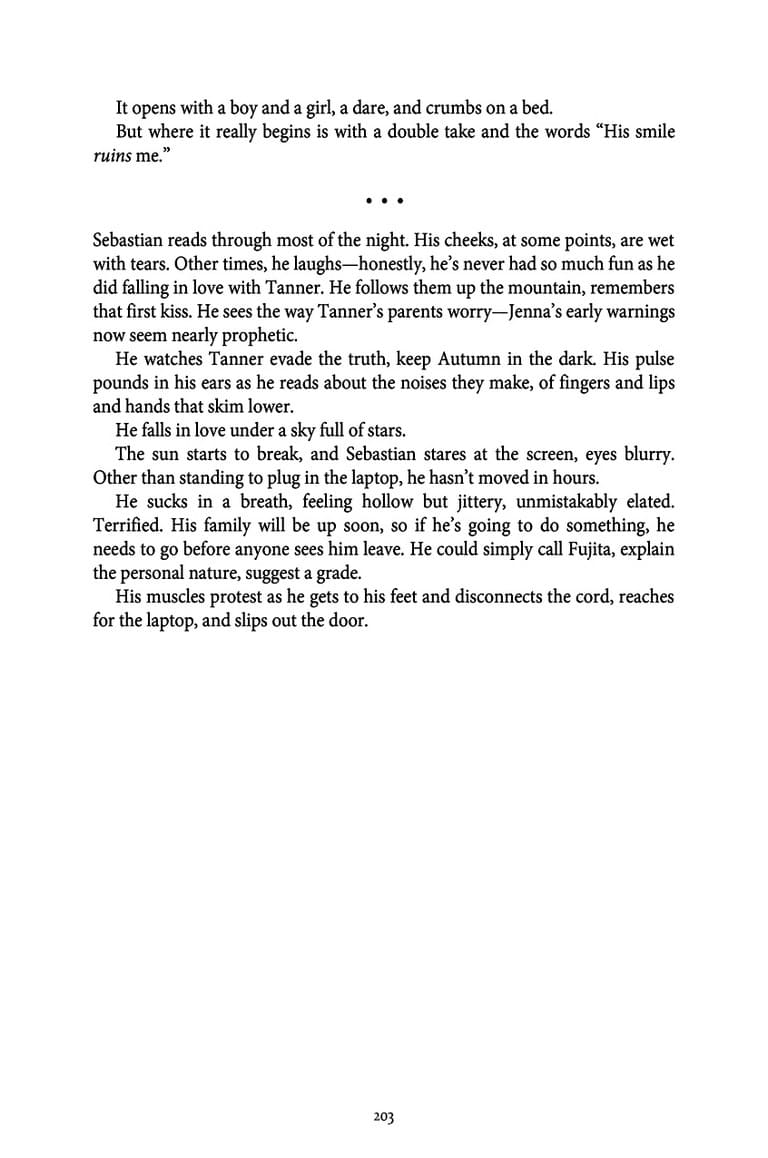 It opens with a boy and a girl, a dare, and crumbs on a bed.
But where it really begins is with a double take and the words “His smile
ruins me.”
• • •
Sebastian reads through most of the night. His cheeks, at some points, are wet
with tears. Other times, he laughs—honestly, he’s never had so much fun as he
did falling in love with Tanner. He follows them up the mountain, remembers
that first kiss. He sees the way Tanner’s parents worry—Jenna’s early warnings
now seem nearly prophetic.
He watches Tanner evade the truth, keep Autumn in the dark. His pulse
pounds in his ears as he reads about the noises they make, of fingers and lips
and hands that skim lower.
He falls in love under a sky full of stars.
The sun starts to break, and Sebastian stares at the screen, eyes blurry.
Other than standing to plug in the laptop, he hasn’t moved in hours.
He sucks in a breath, feeling hollow but jittery, unmistakably elated.
Terrified. His family will be up soon, so if he’s going to do something, he
needs to go before anyone sees him leave. He could simply call Fujita, explain
the personal nature, suggest a grade.
His muscles protest as he gets to his feet and disconnects the cord, reaches
for the laptop, and slips out the door.
203